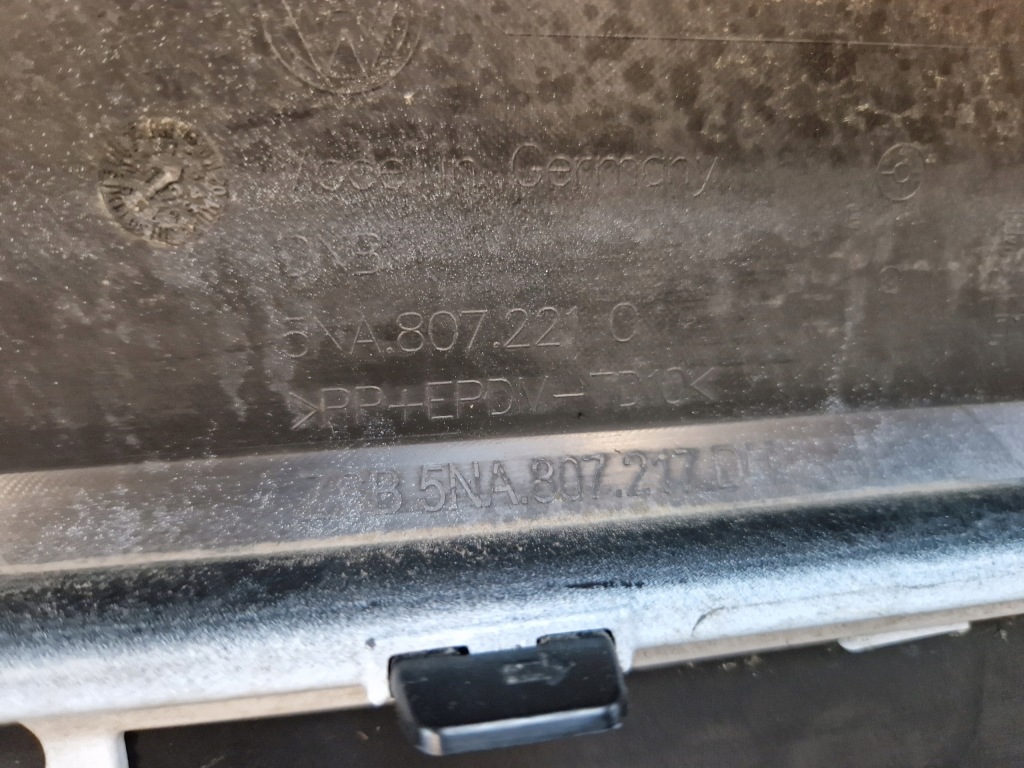 Made in Germany
5NA.807.221 C
>PP+EPDM-TD10<
B 5NA.807.217.D